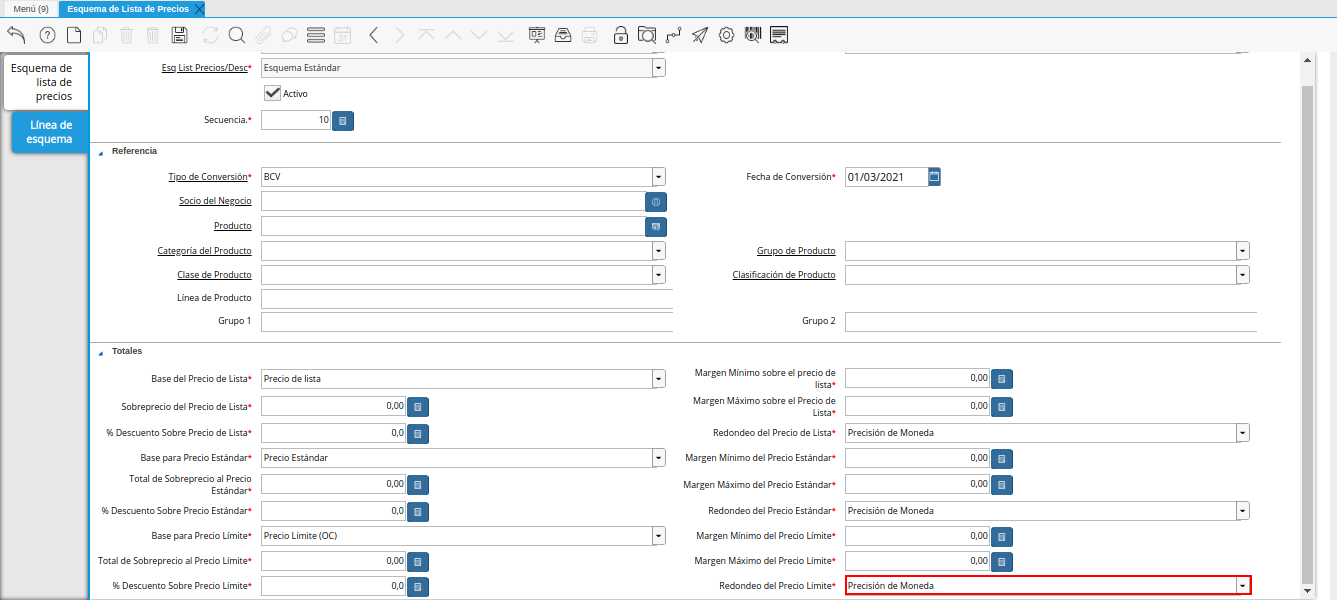 Menú (9) Esquema de Lista de Precios
31
Esquema de
lista de
precios
Línea de
esquema
Esq List Precios/Desc* Esquema Estándar
Activo
Secuencia.* 10
Referencia
Tipo de Conversión* BCV Fecha de Conversión* 01/03/2021
Socio del Negocio
Producto
Categoría del Producto Grupo de Producto
Clase de Producto Clasificación de Producto
Línea de Producto
Grupo 1 Grupo 2
Totales
Base del Precio de Lista* Precio de lista Margen Mínimo sobre el precio de
lista* 0,00
Sobreprecio del Precio de Lista* 0,00 Margen Máximo sobre el Precio de
Lista* 0,00
% Descuento Sobre Precio de Lista* 0,0 Redondeo del Precio de Lista* Precisión de Moneda
Base para Precio Estándar* Precio Estándar Margen Mínimo del Precio Estándar* 0,00
Total de Sobreprecio al Precio
Estándar* 0,00 Margen Máximo del Precio Estándar* 0,00
% Descuento Sobre Precio Estándar* 0,0 Redondeo del Precio Estándar* Precisión de Moneda
Base para Precio Límite* Precio Límite (OC) Margen Mínimo del Precio Límite* 0,00
Total de Sobreprecio al Precio Límite* 0,00 Margen Máximo del Precio Límite* 0,00
% Descuento Sobre Precio Límite* 0,0 Redondeo del Precio Límite* Precisión de Moneda